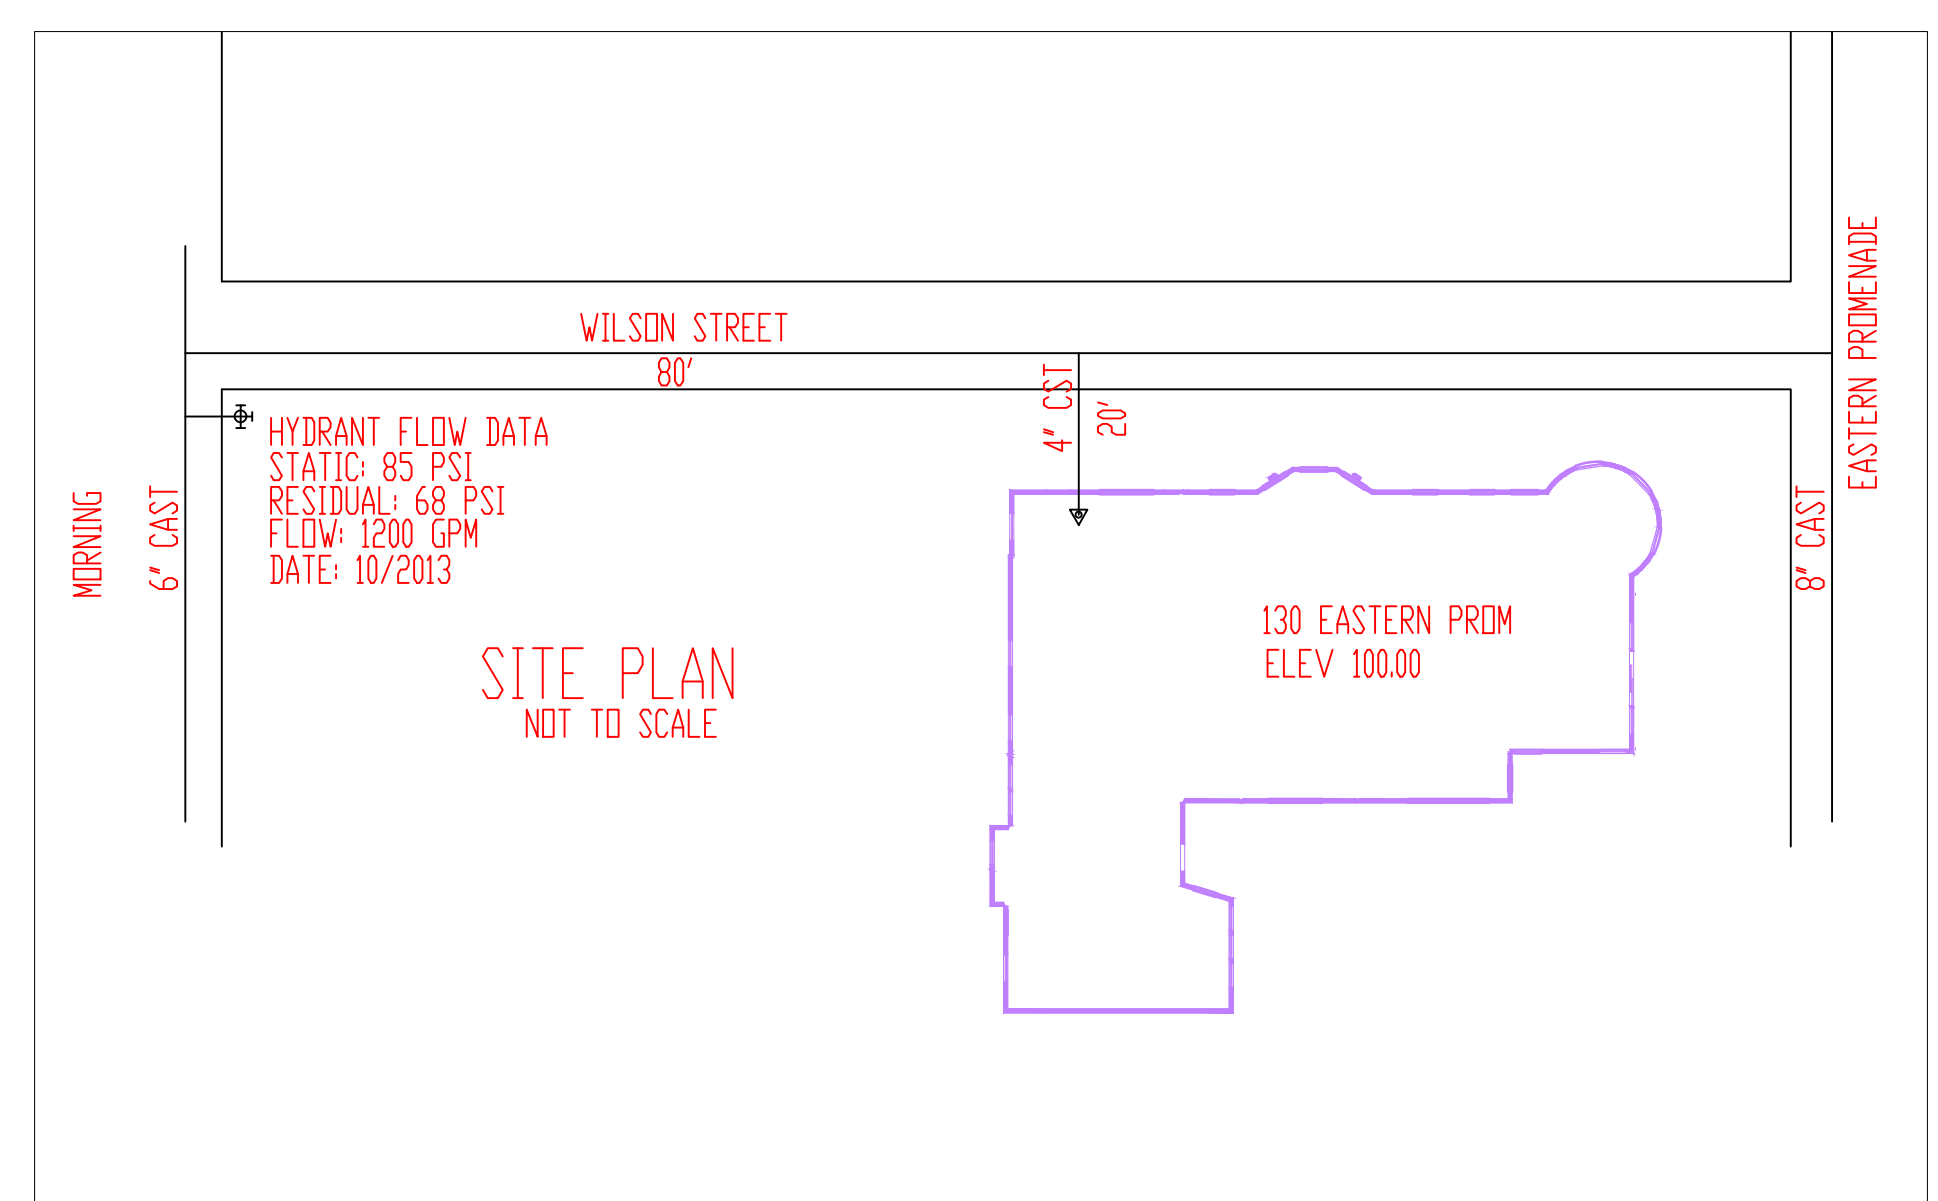 WILSON STREET
80'
4" CST
20'
EASTERN PROMENADE
HYDRANT FLOW DATA
STATIC: 85 PSI
RESIDUAL: 68 PSI
FLOW: 1200 GPM
DATE: 10/2013
MORNING
6" CAST
8" CAST
130 EASTERN PROM
ELEV 100.00
SITE PLAN
NOT TO SCALE